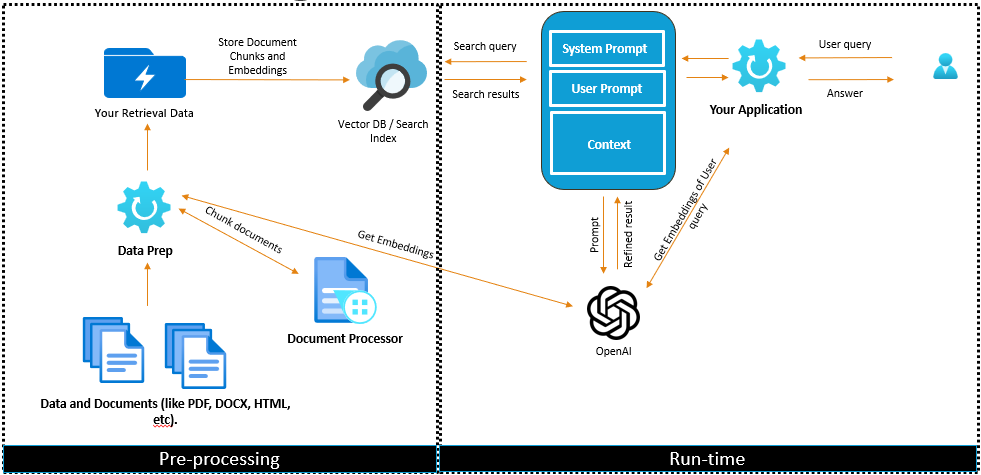 Store Document
Chunks and
Embeddings
Your Retrieval Data
Vector DB / Search
Index
Data Prep
Chunk documents
Get Embeddings
Document Processor
Data and Documents (like PDF, DOCX, HTML,
etc).
Pre-processing
Search query
Search results
System Prompt
User Prompt
Context
Your Application
User query
Answer
Prompt
Refined result
Get Embeddings of User
query
OpenAI
Run-time